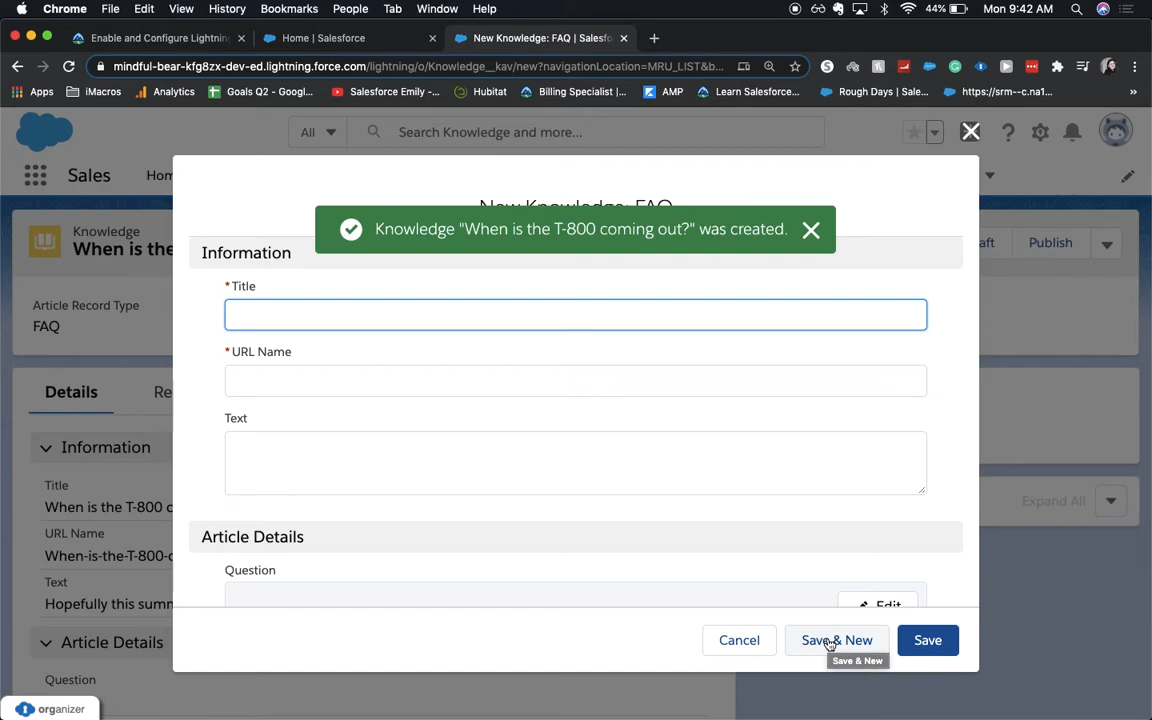 Chrome File Edit View History Bookmarks People Tab Window Help 44% Mon 9:42 AM
Enable and Configure Lightnin Home | Salesforce New Knowledge: FAQ | Salesfo
mindful-bear-kfg8zx-dev-ed.lightning.force.com/lightning/o/Knowledge__kav/new?navigationLocation=MRU_LIST&b...
Apps iMacros Analytics Goals Q2 - Googl... Salesforce Emily -... Hubitat Billing Specialist |... AMP Learn Salesforce... Rough Days | Sale... https://srm--c.na1... »
All Search Knowledge and more...
Sales Hom
New Knowledge: FAQ
Knowledge "When is the T-800 coming out?" was created.
Knowledge
When is the
aft Publish
Article Record Type
FAQ
Information
*Title
*URL Name
Text
Article Details
Question
Edit
Cancel Save & New Save
Save & New
Details Re
Information
Title
When is the T-800 c
URL Name
When-is-the-T-800-c
Text
Hopefully this summ
Article Details
Question
Expand All
organizer